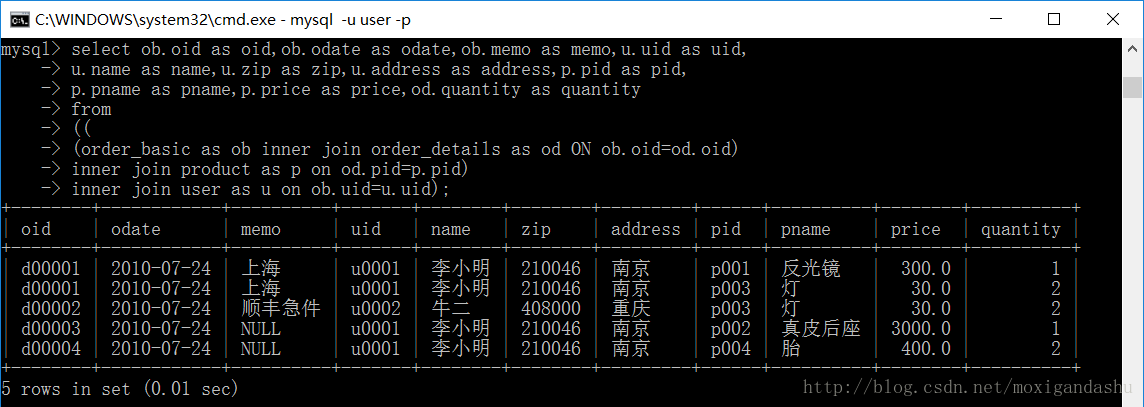 C:\WINDOWS\system32\cmd.exe - mysql  -u user -p
mysql> select ob.oid as oid,ob.odate as odate,ob.memo as memo,u.uid as uid,
    -> u.name as name,u.zip as zip,u.address as address,p.pid as pid,
    -> p.pname as pname,p.price as price,od.quantity as quantity
    -> from
    -> ((
    -> (order_basic as ob inner join order_details as od ON ob.oid=od.oid)
    -> inner join product as p on od.pid=p.pid)
    -> inner join user as u on ob.uid=u.uid);
+--------+------------+----------+-------+--------+--------+---------+------+----------+--------+----------+
| oid    | odate      | memo     | uid   | name   | zip    | address | pid  | pname    | price  | quantity |
+--------+------------+----------+-------+--------+--------+---------+------+----------+--------+----------+
| d00001 | 2010-07-24 | 上海     | u0001 | 李小明 | 210046 | 南京    | p001 | 反光镜   |  300.0 |        1 |
| d00001 | 2010-07-24 | 上海     | u0001 | 李小明 | 210046 | 南京    | p003 | 灯       |   30.0 |        2 |
| d00002 | 2010-07-24 | 顺丰急件 | u0002 | 牛二   | 408000 | 重庆    | p003 | 灯       |   30.0 |        2 |
| d00003 | 2010-07-24 | NULL     | u0001 | 李小明 | 210046 | 南京    | p002 | 真皮后座 | 3000.0 |        1 |
| d00004 | 2010-07-24 | NULL     | u0001 | 李小明 | 210046 | 南京    | p004 | 胎       |  400.0 |        2 |
+--------+------------+----------+-------+--------+--------+---------+------+----------+--------+----------+
5 rows in set (0.01 sec)
http://blog.csdn.net/moxigandashu